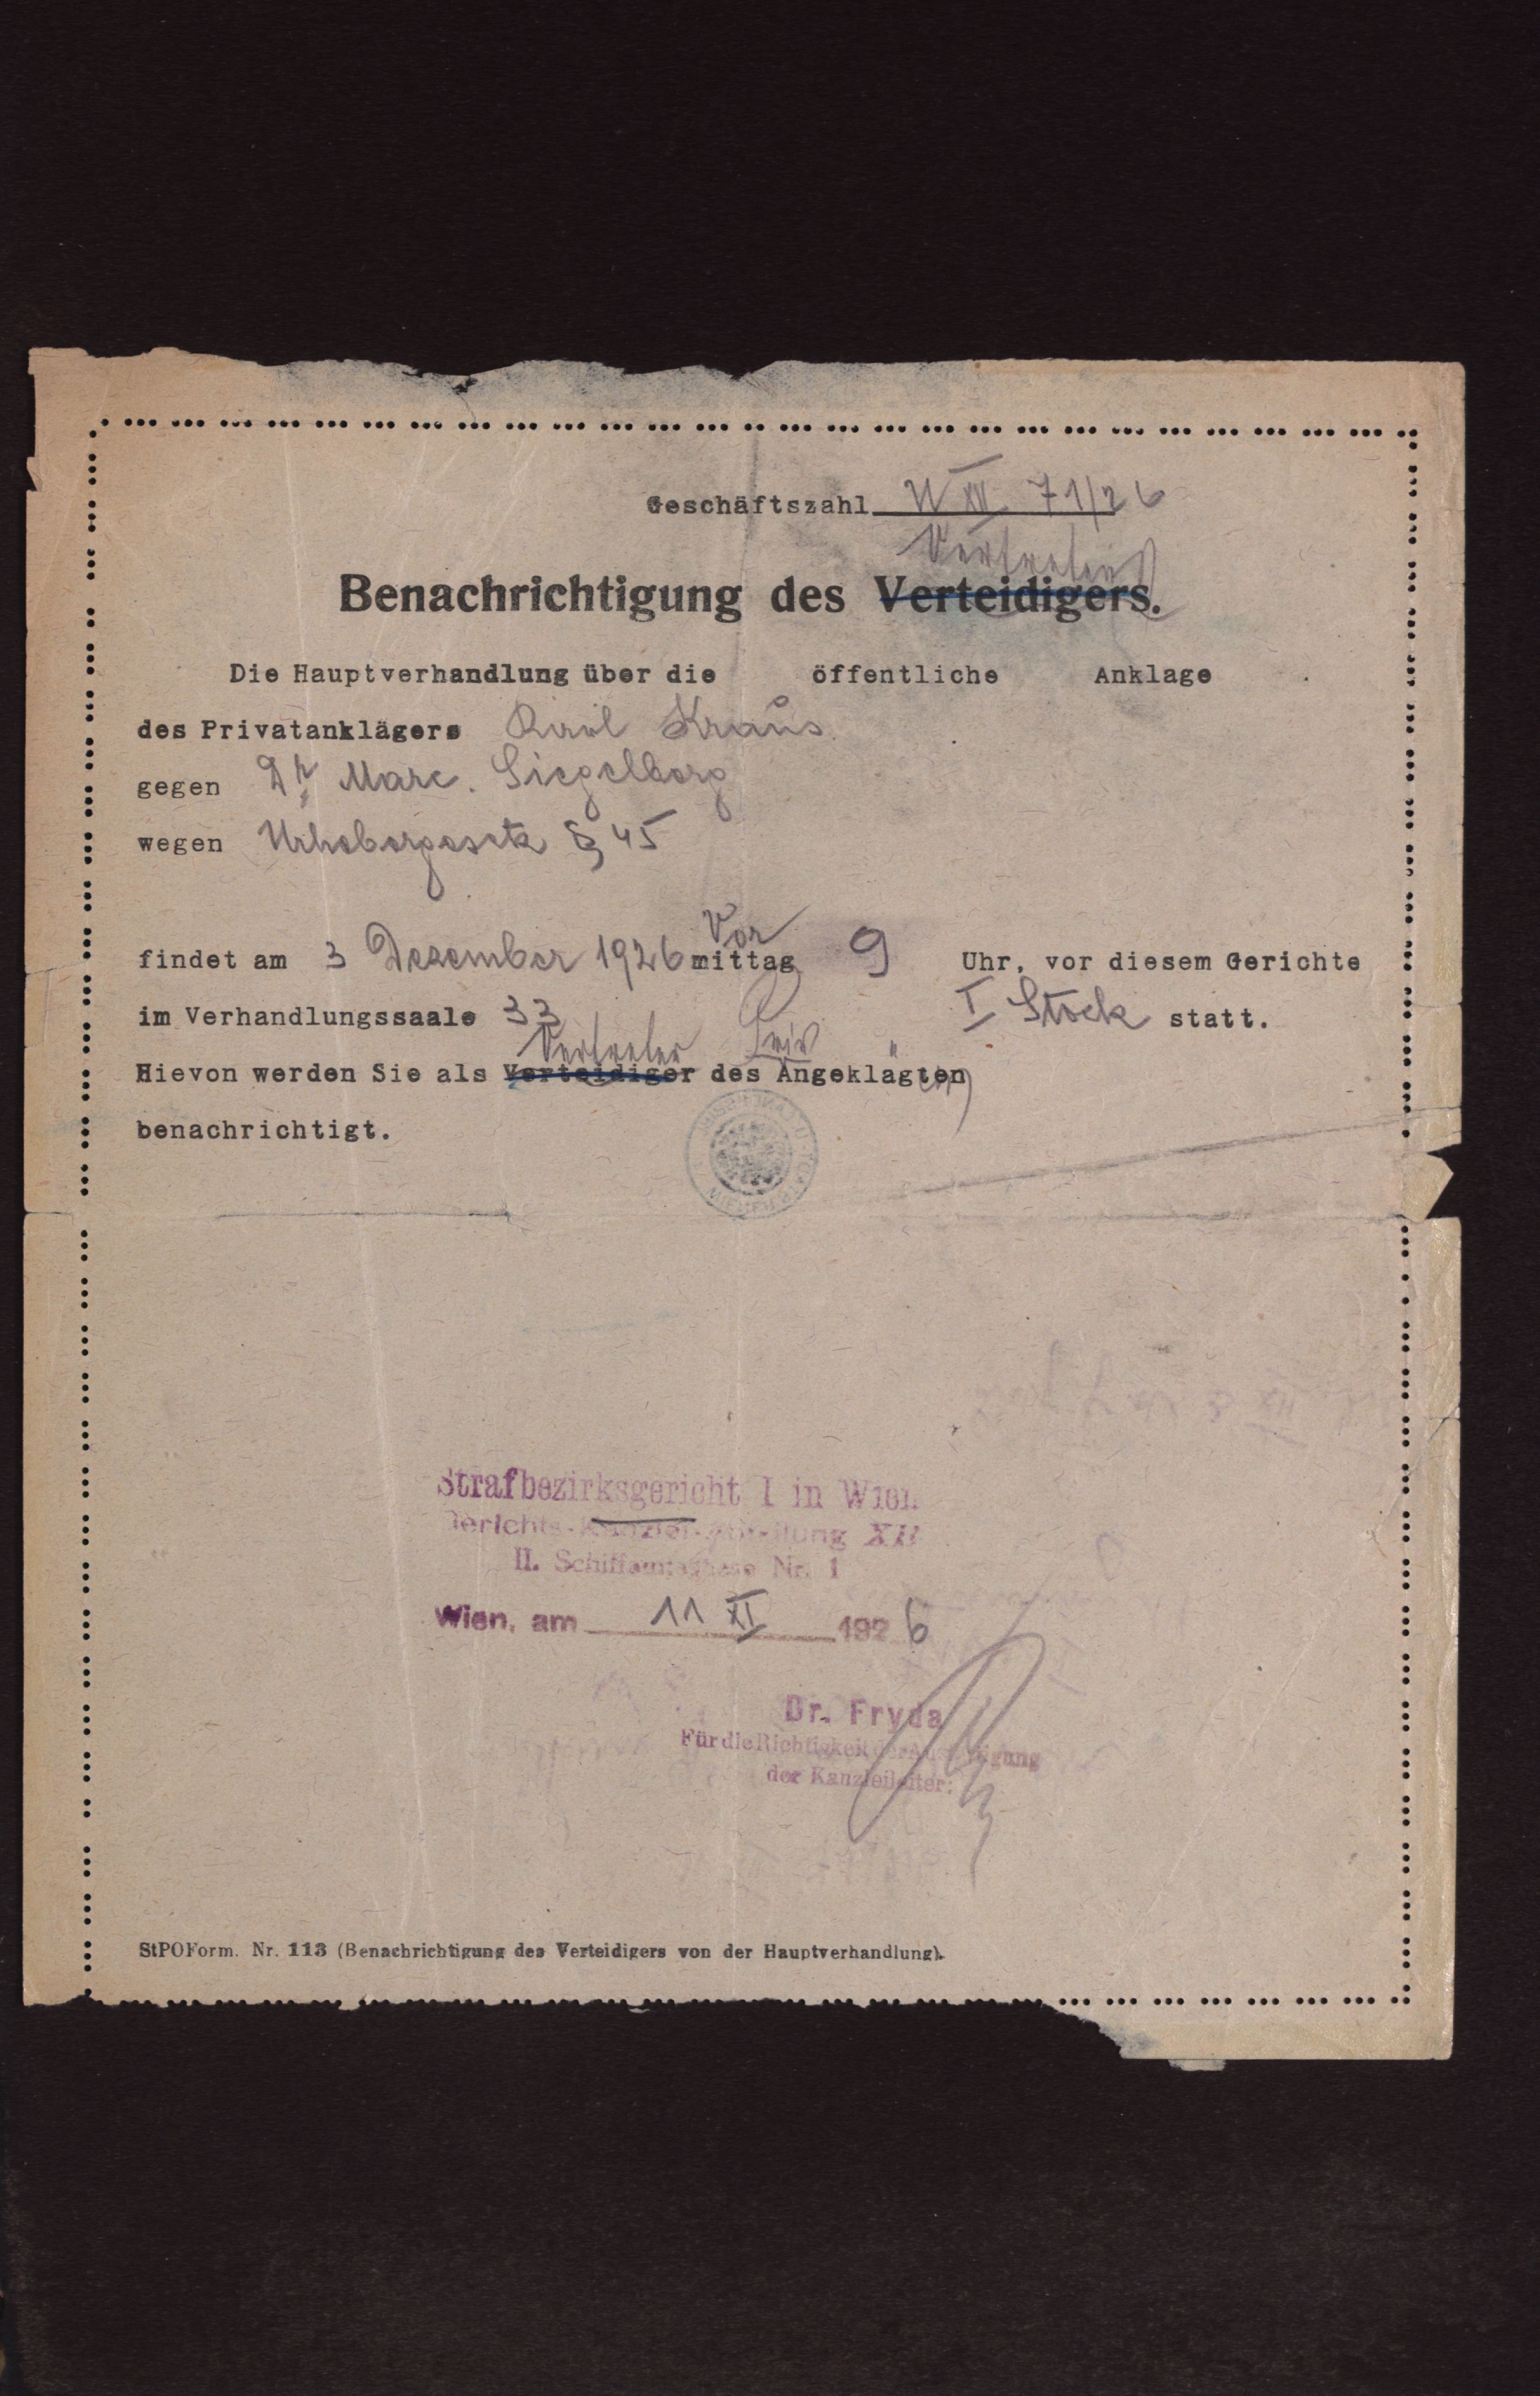 Geschäftszahl U XII 71/26
Vertreters
Benachrichtigung des Verteidigers.
Die Hauptverhandlung über die öffentliche Anklage
des Privatanklägers Karl Kraus
gegen Dr Marc. Siegelberg
wegen Urhebergesetz § 45
Vor
findet am 3 Dezember 1926 mittag 9 Uhr, vor diesem Gerichte
im Verhandlungssaale 33 I Stock statt.
Vertreter Priv
Hievon werden Sie als Verteidiger des Angeklagten
benachrichtigt.
Strafbezirksgericht I in Wien
Gerichts-Kanzlei-Abteilung XII
II. Schiffamtsgasse Nr. 1
Wien, am 11 XI 1926
Dr. Fryda
Für die Richtigkeit der Ausfertigung
der Kanzleileiter:
StPOForm. Nr. 113 (Benachrichtigung des Verteidigers von der Hauptverhandlung).